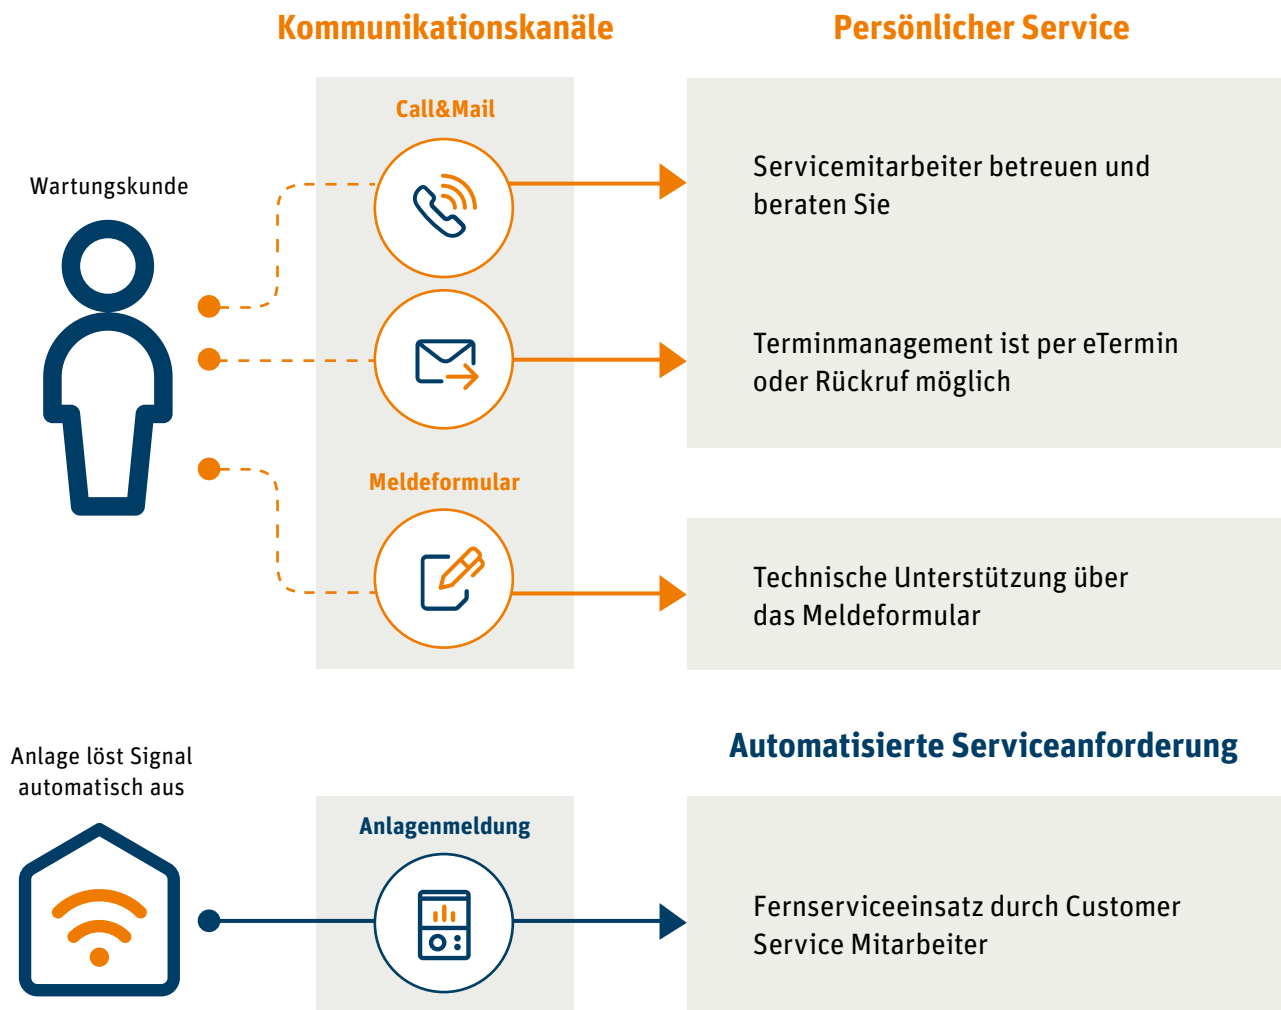 Kommunikationskanäle
Persönlicher Service
Wartungskunde
Call&Mail
Servicemitarbeiter betreuen und
beraten Sie
Terminmanagement ist per eTermin
oder Rückruf möglich
Meldeformular
Technische Unterstützung über
das Meldeformular
Automatisierte Serviceanforderung
Anlage löst Signal
automatisch aus
Anlagenmeldung
Fernserviceeinsatz durch Customer
Service Mitarbeiter